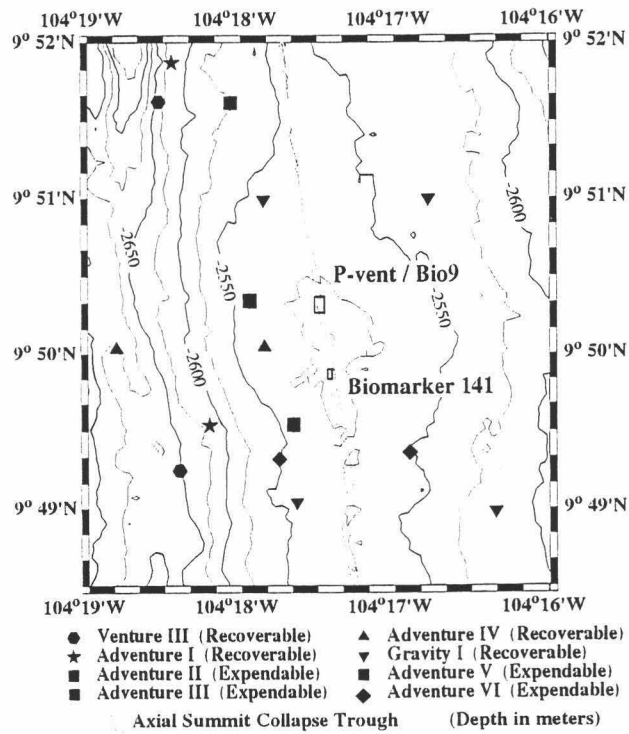 104°19'W 104°18'W 104°17'W 104°16'W
9° 52'N 9° 52'N
9° 51'N 9° 51'N
-2600
-2650
-2550
P-vent / Bio9
-2550
9° 50'N 9° 50'N
-2600
Biomarker 141
9° 49'N 9° 49'N
104°19'W 104°18'W 104°17'W 104°16'W
Venture III (Recoverable) Adventure IV (Recoverable)
Adventure I (Recoverable) Gravity I (Recoverable)
Adventure II (Expendable) Adventure V (Expendable)
Adventure III (Expendable) Adventure VI (Expendable)
Axial Summit Collapse Trough (Depth in meters)